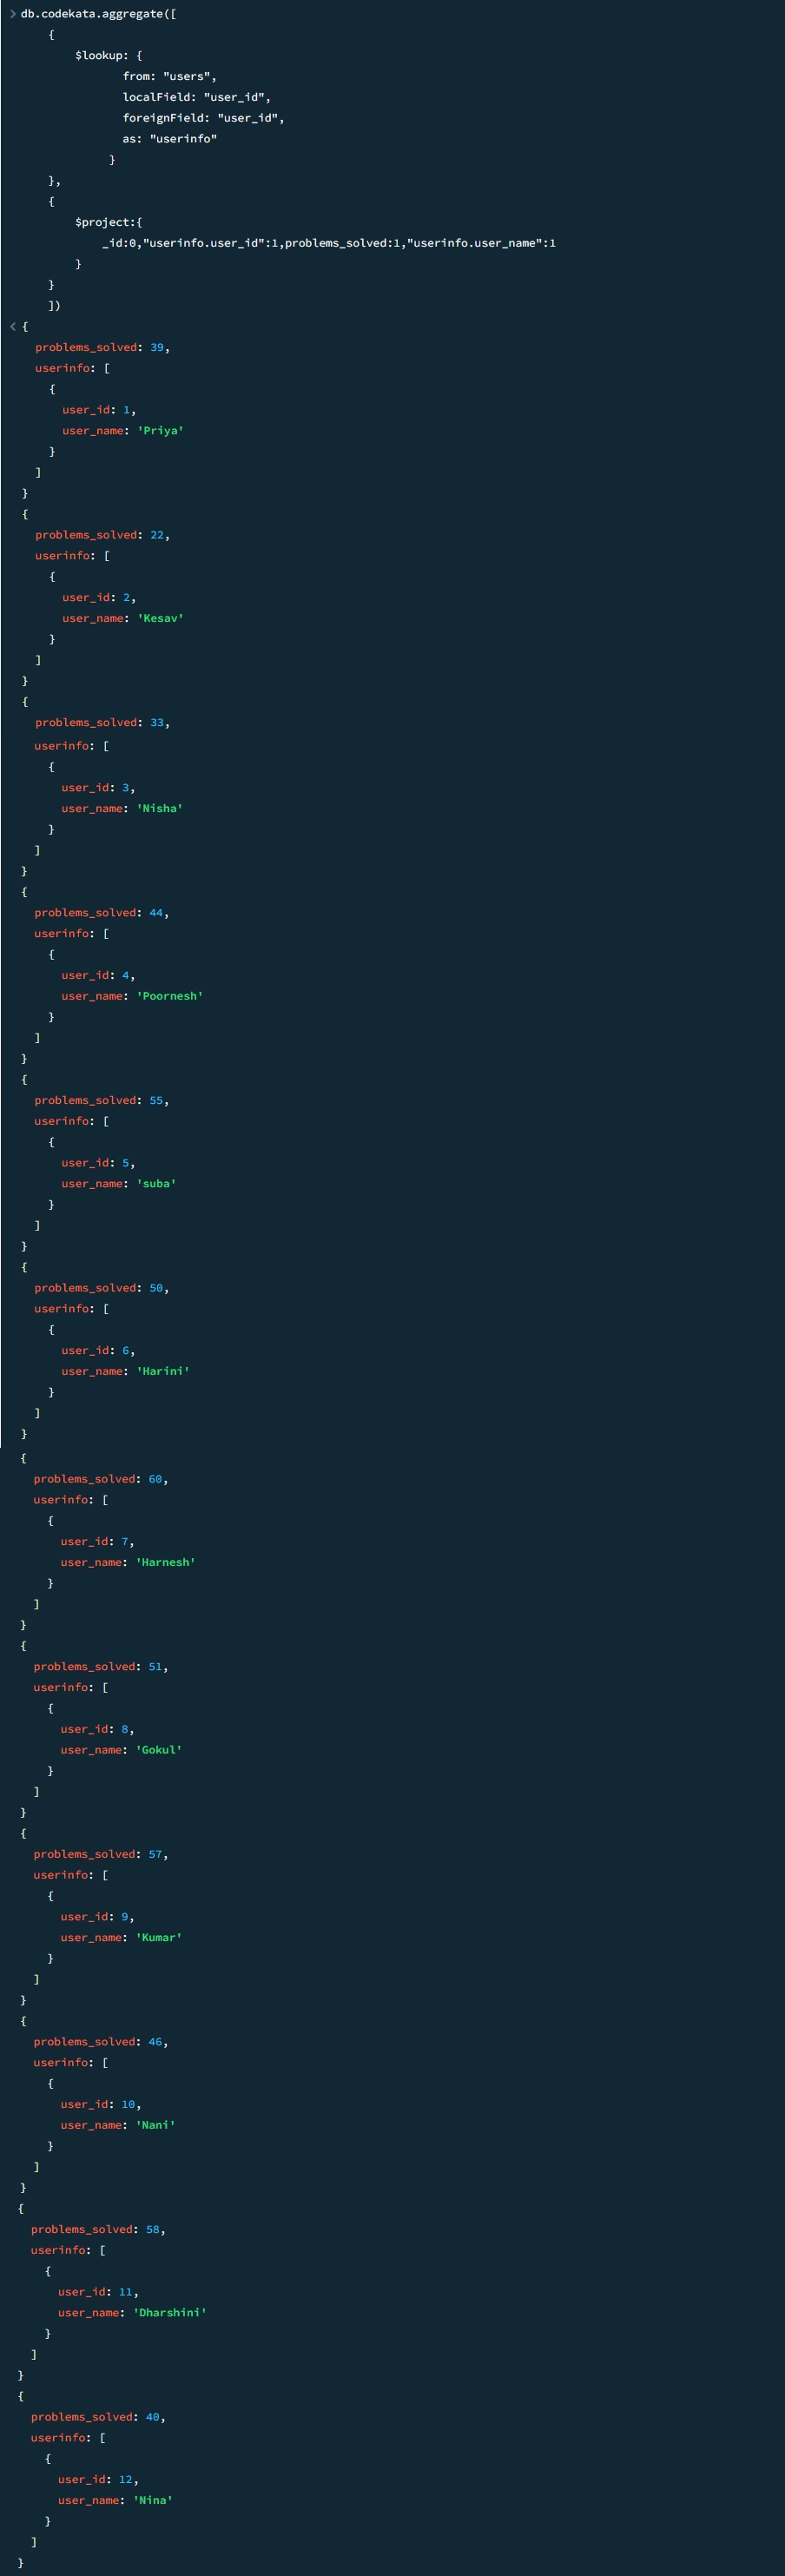 > db.codekata.aggregate([
{
$lookup: {
from: "users",
localField: "user_id",
foreignField: "user_id",
as: "userinfo"
}
},
{
$project:{
_id:0,"userinfo.user_id":1,problems_solved:1,"userinfo.user_name":1
}
}
])
< {
problems_solved: 39,
userinfo: [
{
user_id: 1,
user_name: 'Priya'
}
]
}
{
problems_solved: 22,
userinfo: [
{
user_id: 2,
user_name: 'Kesav'
}
]
}
{
problems_solved: 33,
userinfo: [
{
user_id: 3,
user_name: 'Nisha'
}
]
}
{
problems_solved: 44,
userinfo: [
{
user_id: 4,
user_name: 'Poornesh'
}
]
}
{
problems_solved: 55,
userinfo: [
{
user_id: 5,
user_name: 'suba'
}
]
}
{
problems_solved: 50,
userinfo: [
{
user_id: 6,
user_name: 'Harini'
}
]
}
{
problems_solved: 60,
userinfo: [
{
user_id: 7,
user_name: 'Harnesh'
}
]
}
{
problems_solved: 51,
userinfo: [
{
user_id: 8,
user_name: 'Gokul'
}
]
}
{
problems_solved: 57,
userinfo: [
{
user_id: 9,
user_name: 'Kumar'
}
]
}
{
problems_solved: 46,
userinfo: [
{
user_id: 10,
user_name: 'Nani'
}
]
}
{
problems_solved: 58,
userinfo: [
{
user_id: 11,
user_name: 'Dharshini'
}
]
}
{
problems_solved: 40,
userinfo: [
{
user_id: 12,
user_name: 'Nina'
}
]
}